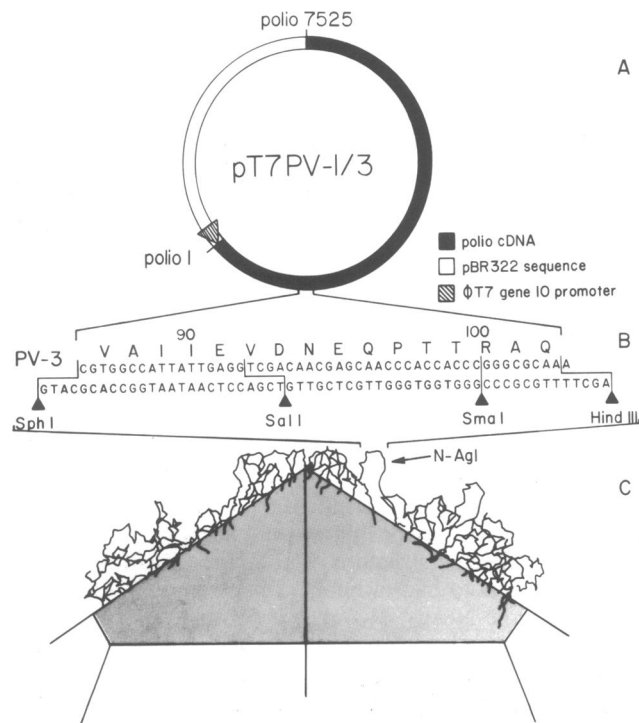 polio 7525
A
pT7PV-1/3
polio 1
polio cDNA
pBR322 sequence
ΦT7 gene 10 promoter
90 100
B
V A I I E V D N E Q P T T R A Q
PV-3
CGTGGCCATTATTGAGGTCGACAACGAGCAACCCACCACCCGGGCGCAAA
GTACGCACCGGTAATAACTCCAGCTGTTGCTCGTTGGGTGGTGGGCCCGCGTTTTCGA
Sph I Sal I Sma I Hind III
N-AgI
C